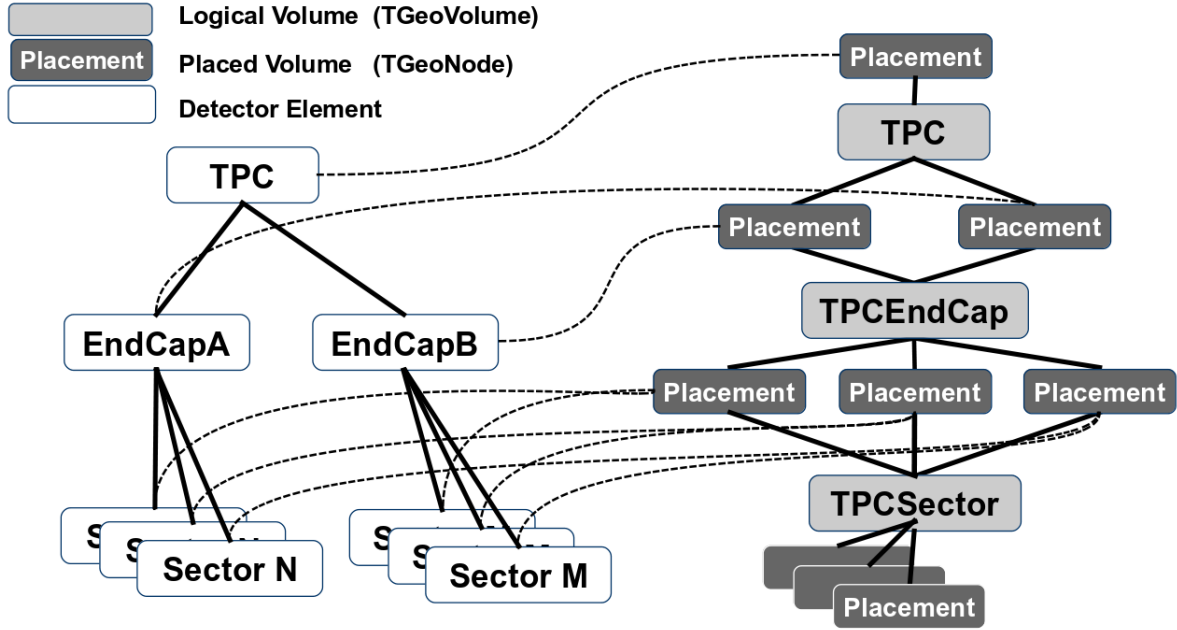 Logical Volume (TGeoVolume)
Placement
Placed Volume (TGeoNode)
Detector Element
Placement
TPC
TPC
Placement
Placement
TPCEndCap
EndCapA
EndCapB
Placement
Placement
Placement
TPCSector
Sector N
Sector M
Placement